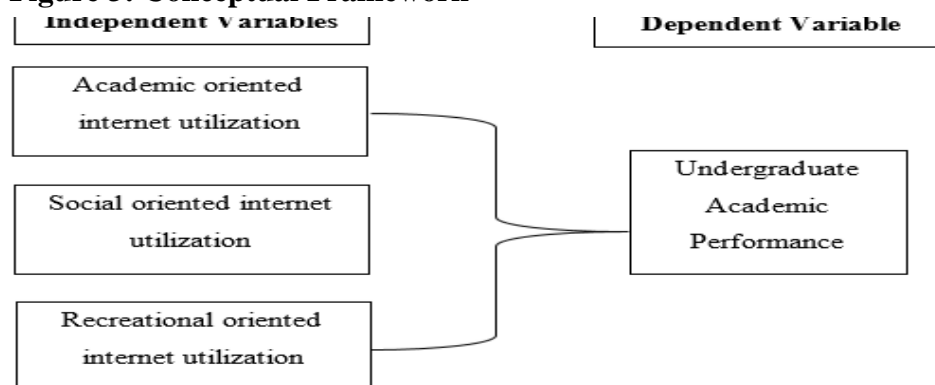 Figure Conceptual Framework
Independent Variables
Dependent Variable
Academic oriented
internet utilization
Social oriented internet
utilization
Recreational oriented
internet utilization
Undergraduate
Academic
Performance